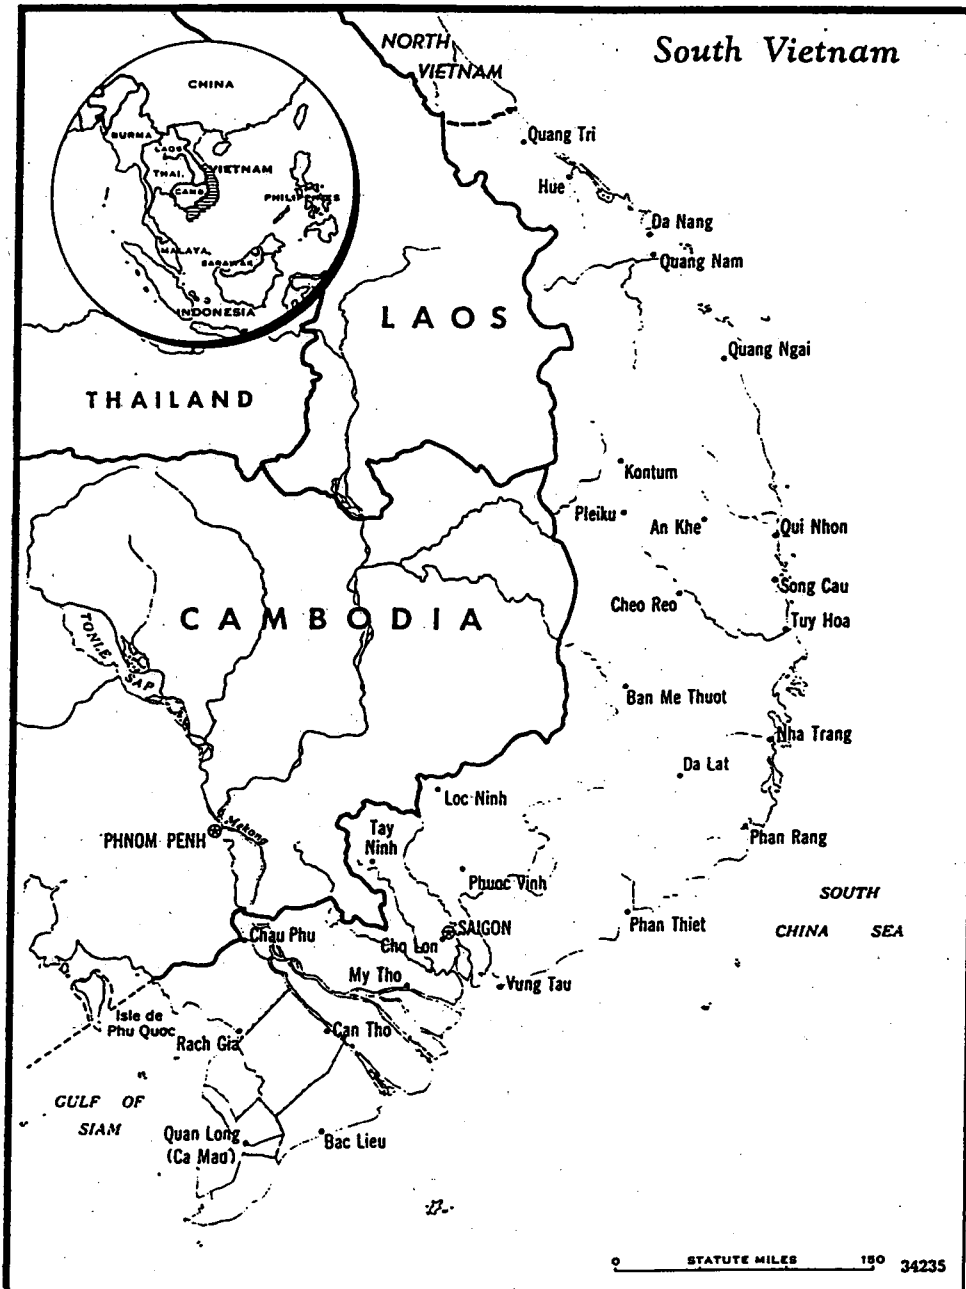 South Vietnam
NORTH
VIETNAM
CHINA
BURMA
LAOS
THAI.
VIETNAM
CAMB
PHILIPPINES
MALAYA
SARAWAK
INDONESIA
Quang Tri
Hue
Da Nang
Quang Nam
LAOS
Quang Ngai
THAILAND
Kontum
Pleiku
An Khe
Qui Nhon
Song Cau
Cheo Reo
Tuy Hoa
CAMBODIA
TONLE
SAP
Ban Me Thuot
Nha Trang
Da Lat
Loc Ninh
Mekong
PHNOM PENH
Tay
Ninh
Phan Rang
Phuoc Vinh
SOUTH
CHINA SEA
Phan Thiet
SAIGON
Cho Lon
Chau Phu
My Tho
Vung Tau
Isle de
Phu Quoc
Can Tho
Rach Gia
GULF OF
SIAM
Quan Long
(Ca Mau)
Bac Lieu
0 STATUTE MILES 150
34235